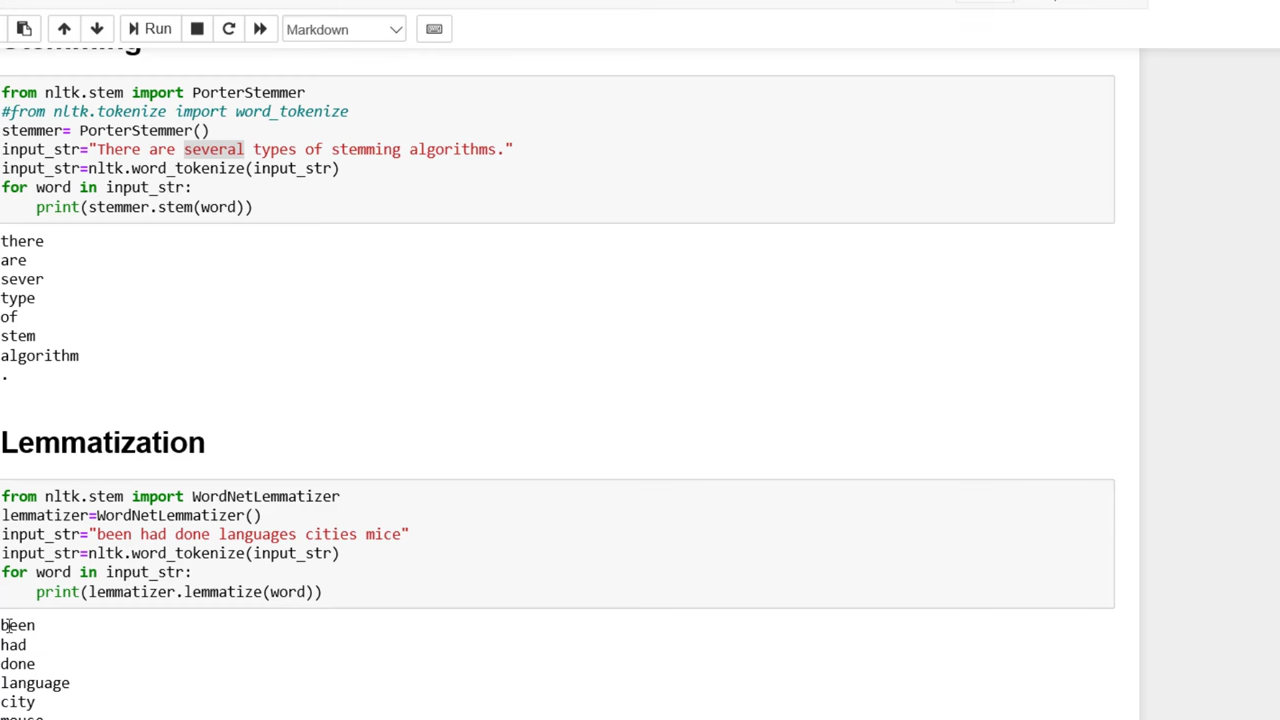 Run
Markdown
Stemming
from nltk.stem import PorterStemmer
#from nltk.tokenize import word_tokenize
stemmer= PorterStemmer()
input_str="There are several types of stemming algorithms."
input_str=nltk.word_tokenize(input_str)
for word in input_str:
    print(stemmer.stem(word))
there
are
sever
type
of
stem
algorithm
.
Lemmatization
from nltk.stem import WordNetLemmatizer
lemmatizer=WordNetLemmatizer()
input_str="been had done languages cities mice"
input_str=nltk.word_tokenize(input_str)
for word in input_str:
    print(lemmatizer.lemmatize(word))
been
had
done
language
city
mouse